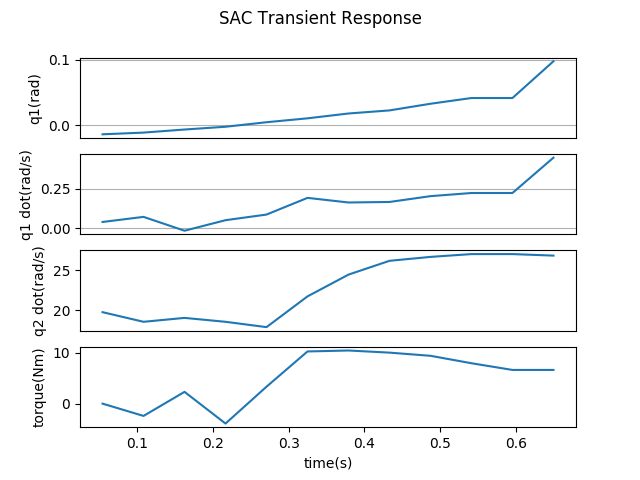 SAC Transient Response
q1(rad)
0.1
0.0
q1 dot(rad/s)
0.25
0.00
q2 dot(rad/s)
25
20
torque(Nm)
10
0
0.1 0.2 0.3 0.4 0.5 0.6
time(s)